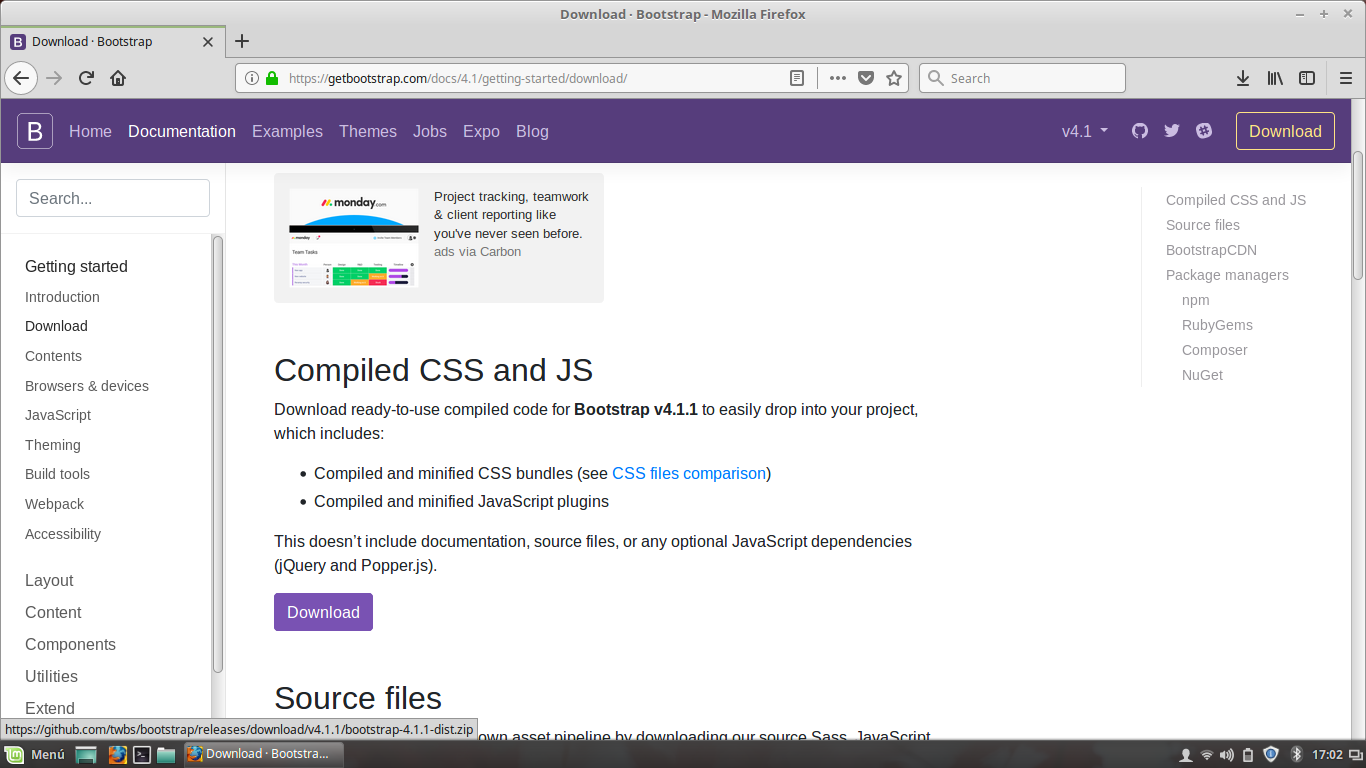 Download · Bootstrap - Mozilla Firefox
Download · Bootstrap
https://getbootstrap.com/docs/4.1/getting-started/download/
Search
B
Home
Documentation
Examples
Themes
Jobs
Expo
Blog
v4.1
Download
Search...
Getting started
Introduction
Download
Contents
Browsers & devices
JavaScript
Theming
Build tools
Webpack
Accessibility
Layout
Content
Components
Utilities
Extend
monday.com
monday
Team Tasks
Project tracking, teamwork
& client reporting like
you've never seen before.
ads via Carbon
Compiled CSS and JS
Download ready-to-use compiled code for Bootstrap v4.1.1 to easily drop into your project,
which includes:
• Compiled and minified CSS bundles (see CSS files comparison)
• Compiled and minified JavaScript plugins
This doesn’t include documentation, source files, or any optional JavaScript dependencies
(jQuery and Popper.js).
Download
Source files
own asset pipeline by downloading our source Sass, JavaScript
Compiled CSS and JS
Source files
BootstrapCDN
Package managers
npm
RubyGems
Composer
NuGet
https://github.com/twbs/bootstrap/releases/download/v4.1.1/bootstrap-4.1.1-dist.zip
Menú
Download · Bootstra...
17:02